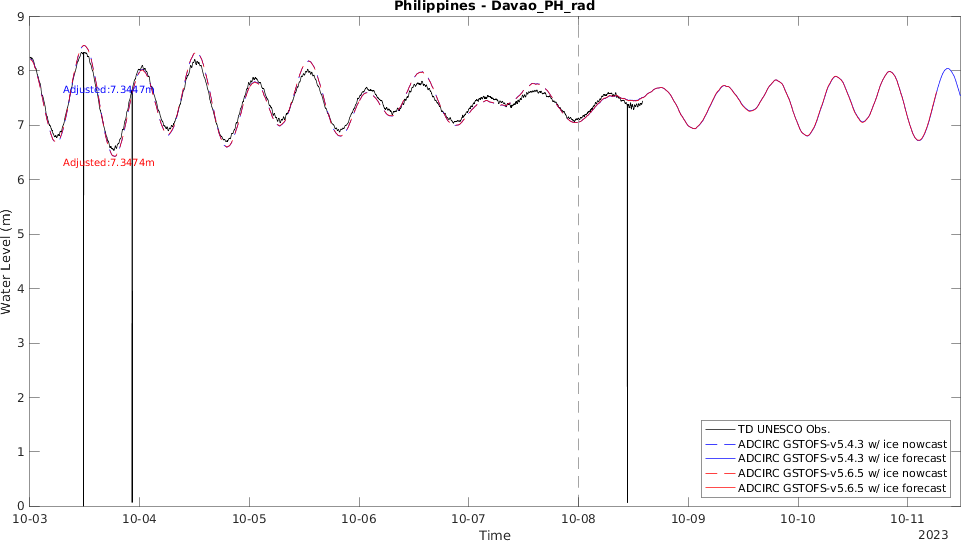 Philippines - Davao_PH_rad
9
8
7
6
5
4
3
2
1
0
Water Level (m)
Adjusted:7.3447m
Adjusted:7.3474m
TD UNESCO Obs.
ADCIRC GSTOFS-v5.4.3 w/ ice nowcast
ADCIRC GSTOFS-v5.4.3 w/ ice forecast
ADCIRC GSTOFS-v5.6.5 w/ ice nowcast
ADCIRC GSTOFS-v5.6.5 w/ ice forecast
10-03 10-04 10-05 10-06 10-07 10-08 10-09 10-10 10-11
Time
2023